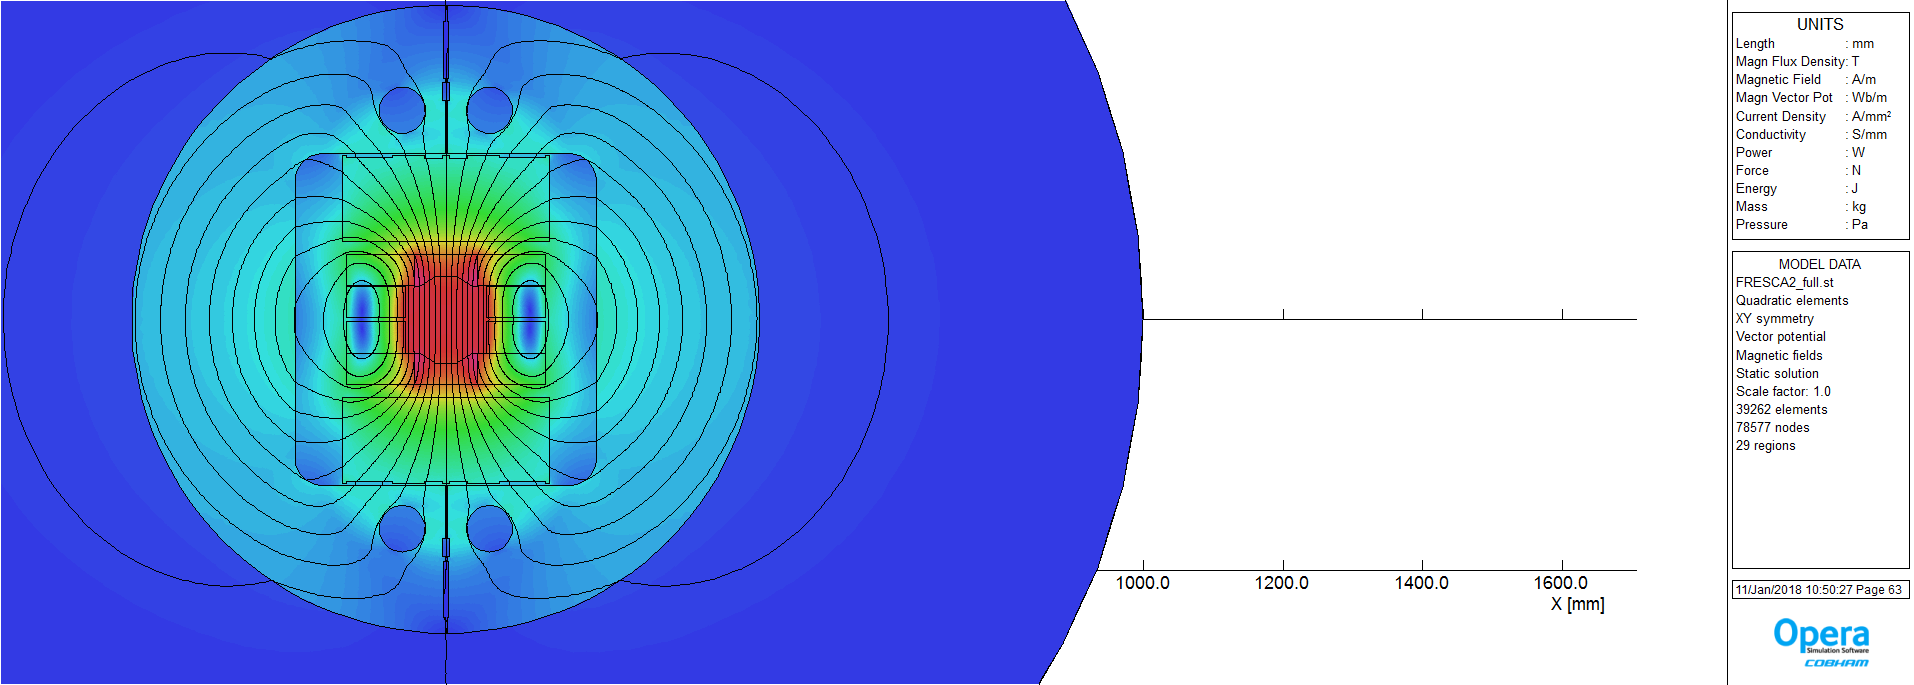 UNITS
Length : mm
Magn Flux Density: T
Magnetic Field : A/m
Magn Vector Pot : Wb/m
Current Density : A/mm²
Conductivity : S/mm
Power : W
Force : N
Energy : J
Mass : kg
Pressure : Pa
MODEL DATA
FRESCA2_full.st
Quadratic elements
XY symmetry
Vector potential
Magnetic fields
Static solution
Scale factor: 1.0
39262 elements
78577 nodes
29 regions
1000.0 1200.0 1400.0 1600.0
X [mm]
11/Jan/2018 10:50:27 Page 63
Opera
Simulation Software
COBHAM